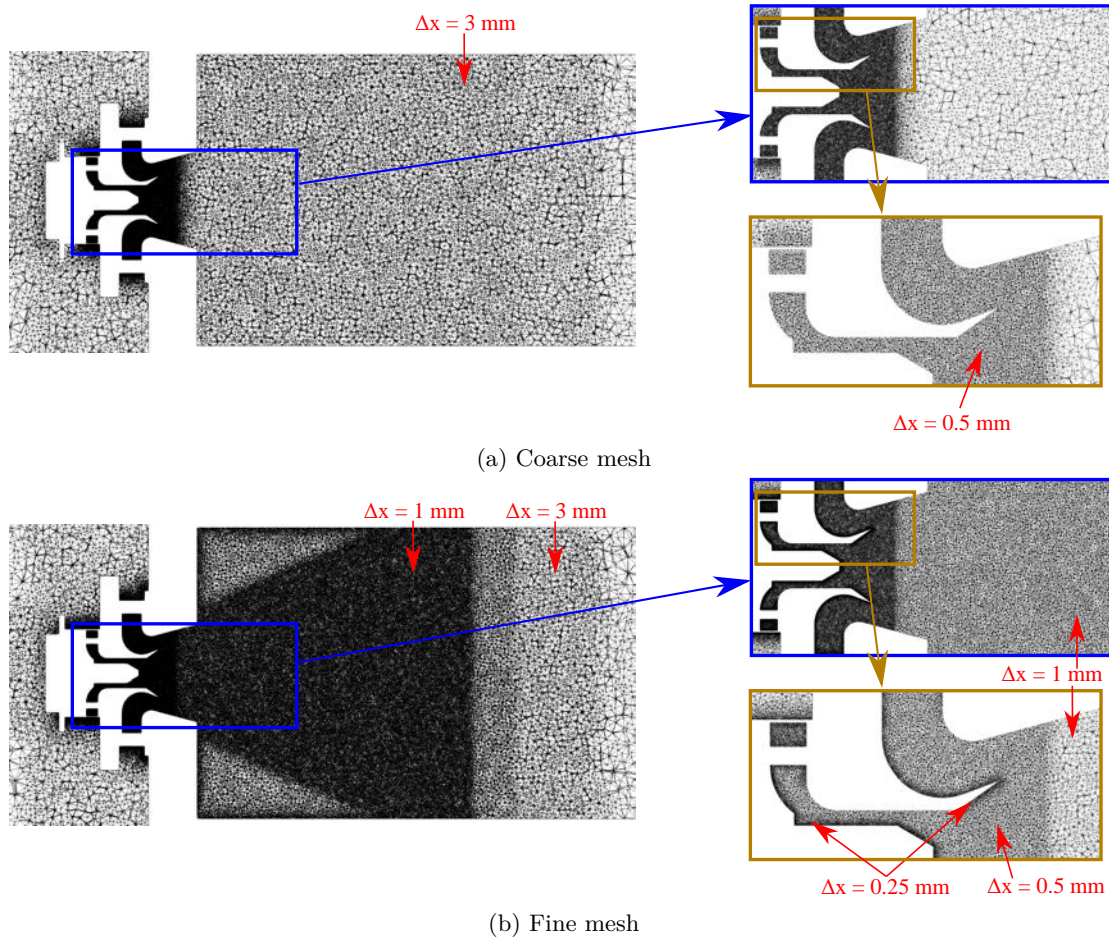 Δx = 3 mm
Δx = 0.5 mm
(a) Coarse mesh
Δx = 1 mm
Δx = 3 mm
Δx = 1 mm
Δx = 0.25 mm
Δx = 0.5 mm
(b) Fine mesh